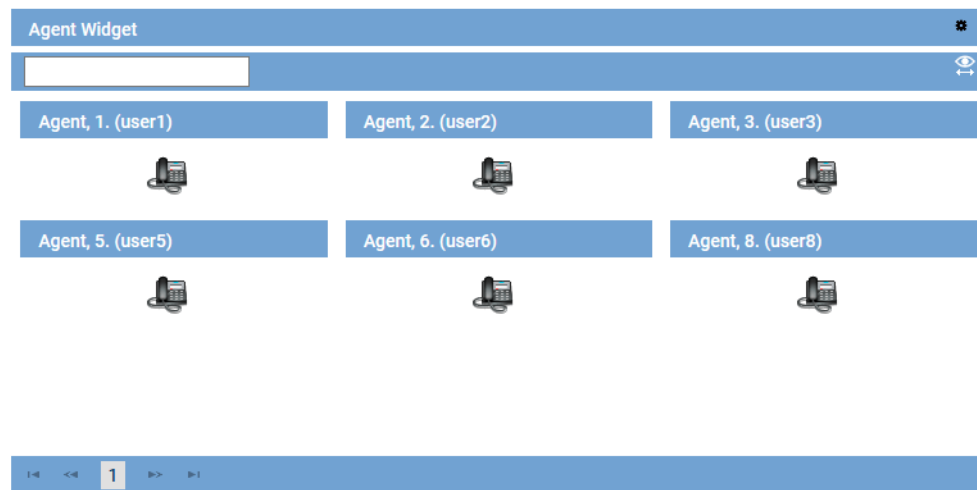 Agent Widget
Agent, 1. (user1)
Agent, 2. (user2)
Agent, 3. (user3)
Agent, 5. (user5)
Agent, 6. (user6)
Agent, 8. (user8)
1